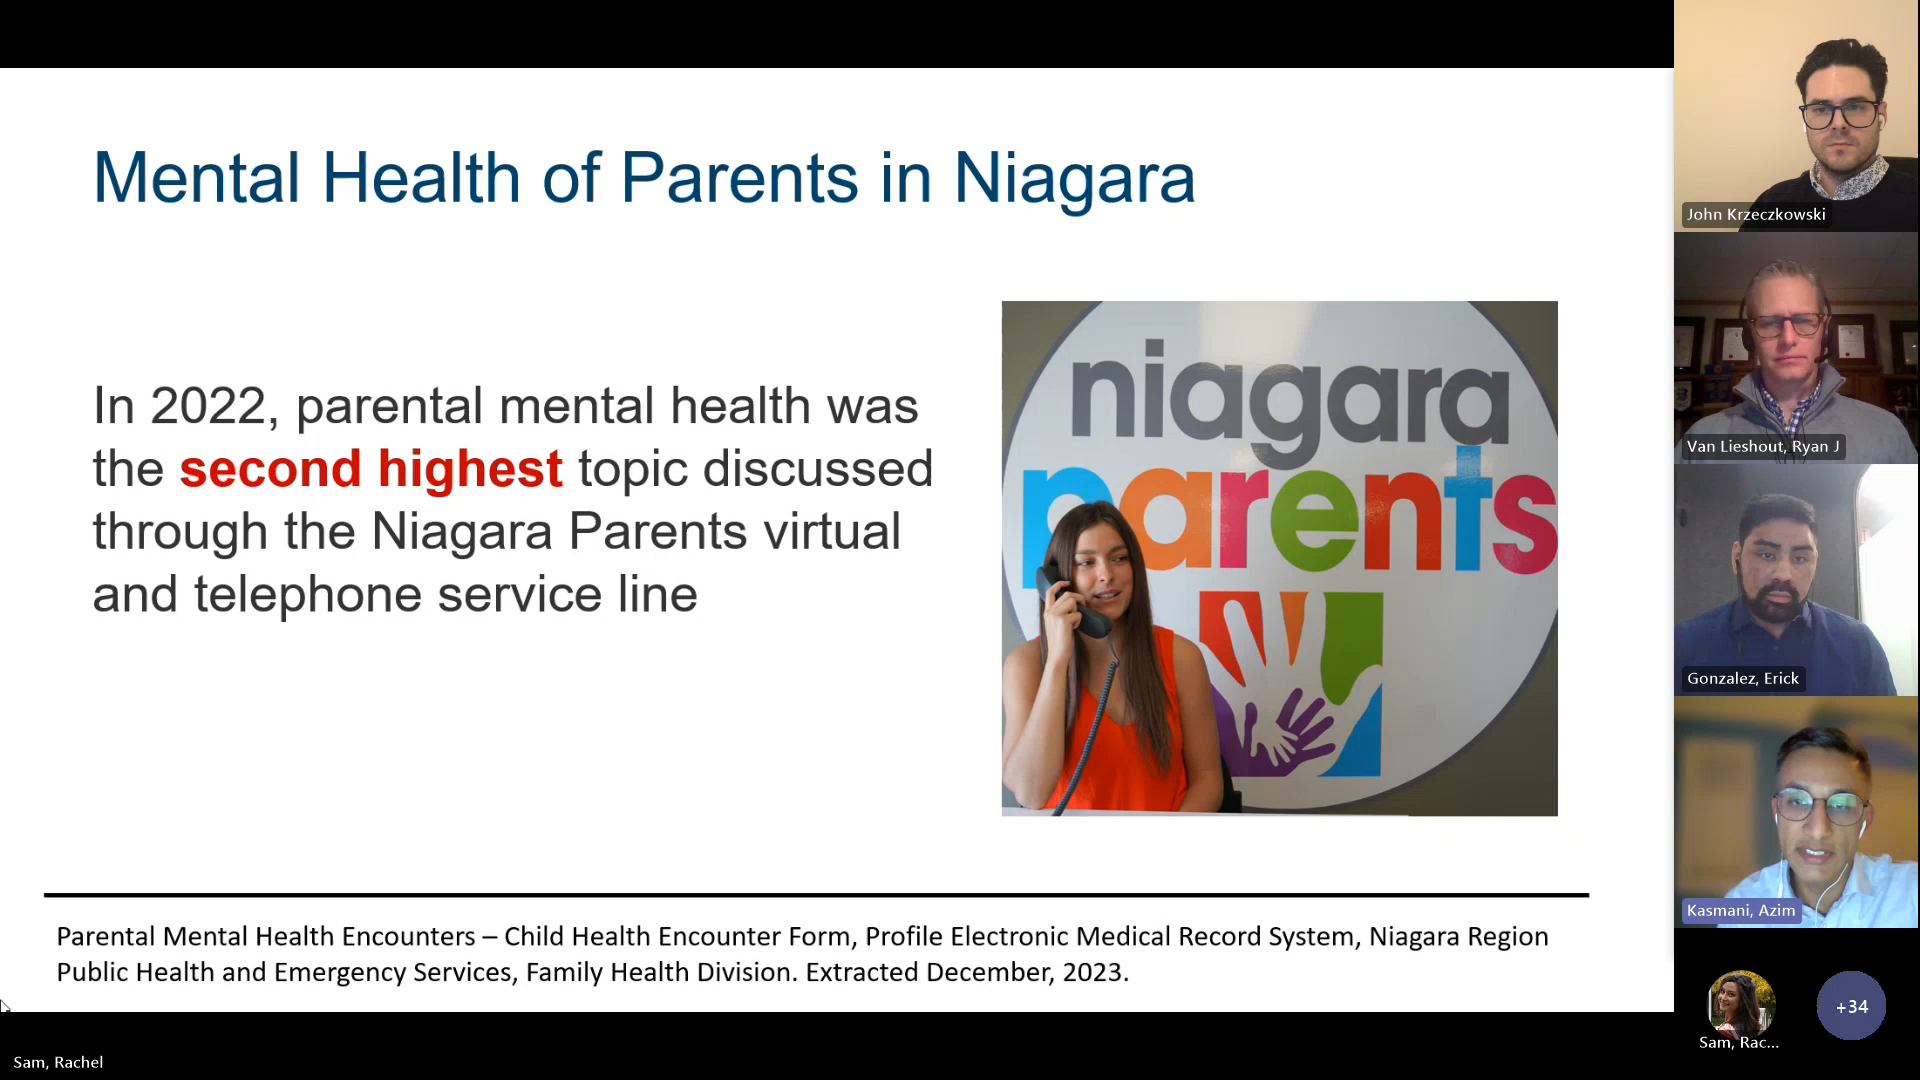 Mental Health of Parents in Niagara
In 2022, parental mental health was
the second highest topic discussed
through the Niagara Parents virtual
and telephone service line
niagara
parents
Parental Mental Health Encounters – Child Health Encounter Form, Profile Electronic Medical Record System, Niagara Region
Public Health and Emergency Services, Family Health Division. Extracted December, 2023.
John Krzeczkowski
Van Lieshout, Ryan J
Gonzalez, Erick
Kasmani, Azim
+34
Sam, Rac...
Sam, Rachel